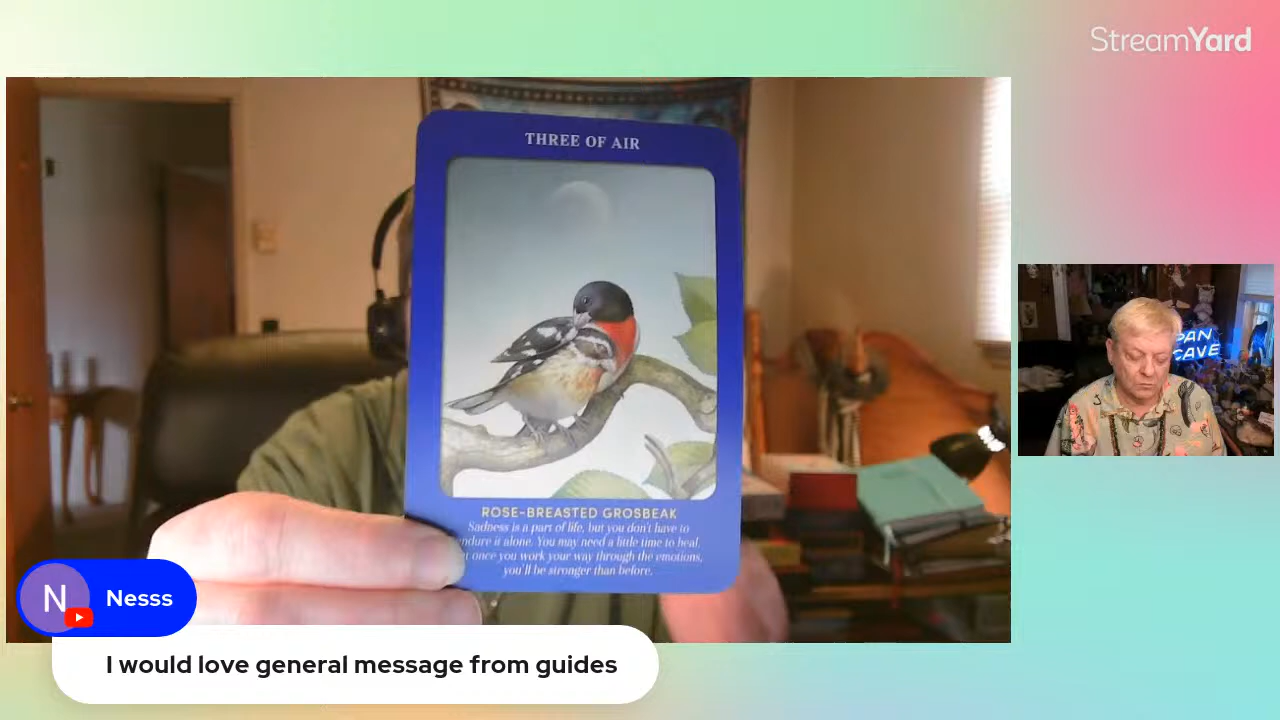 StreamYard
THREE OF AIR
PAN
CAVE
ROSE-BREASTED GROSBEAK
Sadness is a part of life, but you don't have to
endure it alone. You may need a little time to heal,
once you work your way through the emotions,
you'll be stronger than before.
N
Nesss
I would love general message from guides